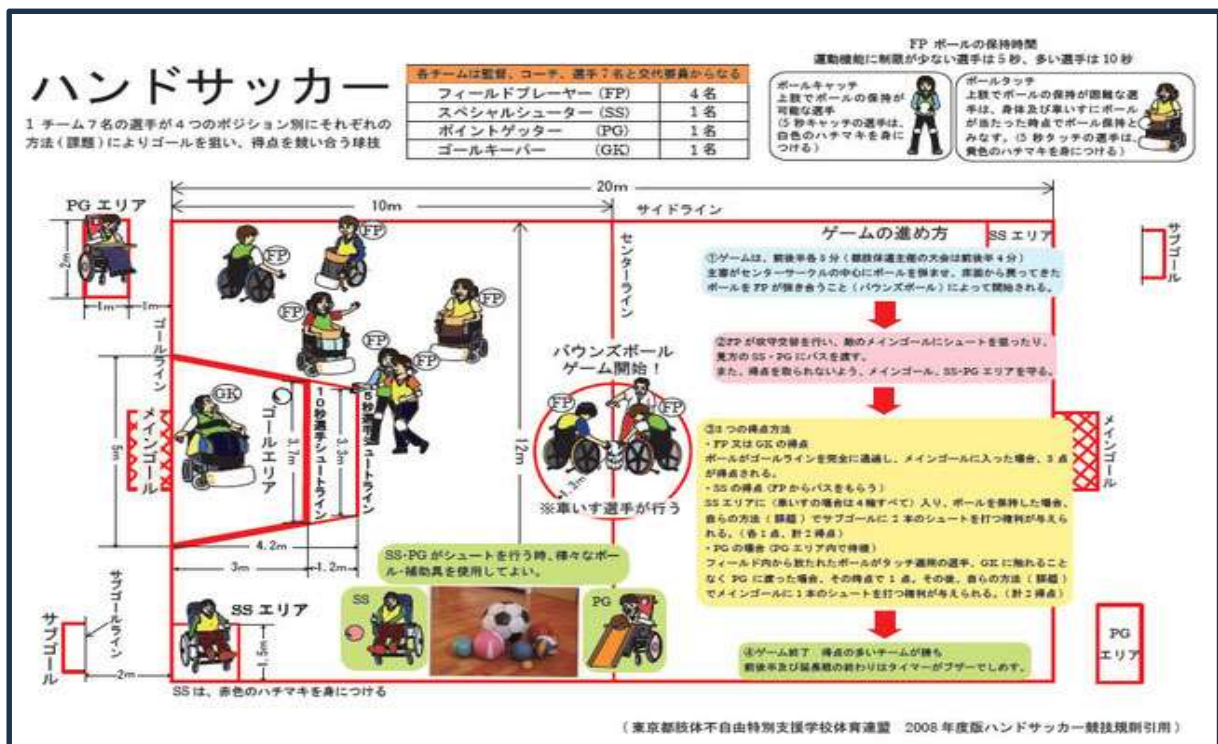 ハンドサッカー
1チーム7名の選手が4つのポジション別にそれぞれの
方法(課題)によりゴールを狙い、得点を競い合う球技
各チームは監督、コーチ、選手7名と交代要員からなる
フィールドプレーヤー(FP) 4名
スペシャルシューター(SS) 1名
ポイントゲッター(PG) 1名
ゴールキーパー(GK) 1名
FP ボールの保持時間
運動機能に制限が少ない選手は5秒、多い選手は10秒
ボールキャッチ
上肢でボールの保持が
可能な選手
(5秒キャッチの選手は、
白色のハチマキを身に
つける)
ボールタッチ
上肢でボールの保持が困難な選
手は、身体及び車いすにボール
が当たった時点でボール保持と
みなす。(5秒タッチの選手は、
黄色のハチマキを身につける)
20m
10m
サイドライン
PGエリア
2m
1m
1m
ゴールライン
メインゴール
5m
FP
FP
FP
FP
FP
FP
GK
ゴールエリア
3.7m
10秒選手シュートライン
3.3m
5秒選手シュートライン
4.2m
3m
1.2m
12m
センターライン
バウンズボール
ゲーム開始!
FP
FP
1.3m
※車いす選手が行う
ゲームの進め方
SSエリア
サブゴール
①ゲームは、前後半各5分(都肢体連主催の大会は前後半4分)
主審がセンターサークルの中心にボールを弾ませ、床面から戻ってきた
ボールをFPが弾き合うこと(バウンズボール)によって開始される。
②FPが攻守交替を行い、敵のメインゴールにシュートを狙ったり、
見方のSS・PGにパスを渡す。
また、得点を取られないよう、メインゴール、SS・PGエリアを守る。
③3つの得点方法
・FP又はGKの得点
ボールがゴールラインを完全に通過し、メインゴールに入った場合、3点
が得点される。
・SSの得点(FPからパスをもらう)
SSエリアに(車いすの場合は4輪すべて)入り、ボールを保持した場合、
自らの方法(課題)でサブゴールに2本のシュートを打つ権利が与えら
れる。(各1点、計2得点)
・PGの場合(PGエリア内で待機)
フィールド内から放たれたボールがタッチ適用の選手、GKに触れること
なくPGに渡った場合、その時点で1点。その後、自らの方法(課題)
でメインゴールに1本のシュートを打つ権利が与えられる。(計2得点)
④ゲーム終了 得点の多いチームが勝ち
前後半及び延長戦の終わりはタイマーがブザーでしめす。
メインゴール
PG
エリア
SS・PGがシュートを行う時、様々なボー
ル・補助具を使用してよい。
SS
PG
サブゴール
サブゴールライン
2m
SSエリア
1.5m
SSは、赤色のハチマキを身につける
(東京都肢体不自由特別支援学校体育連盟 2008年度版ハンドサッカー競技規則引用)